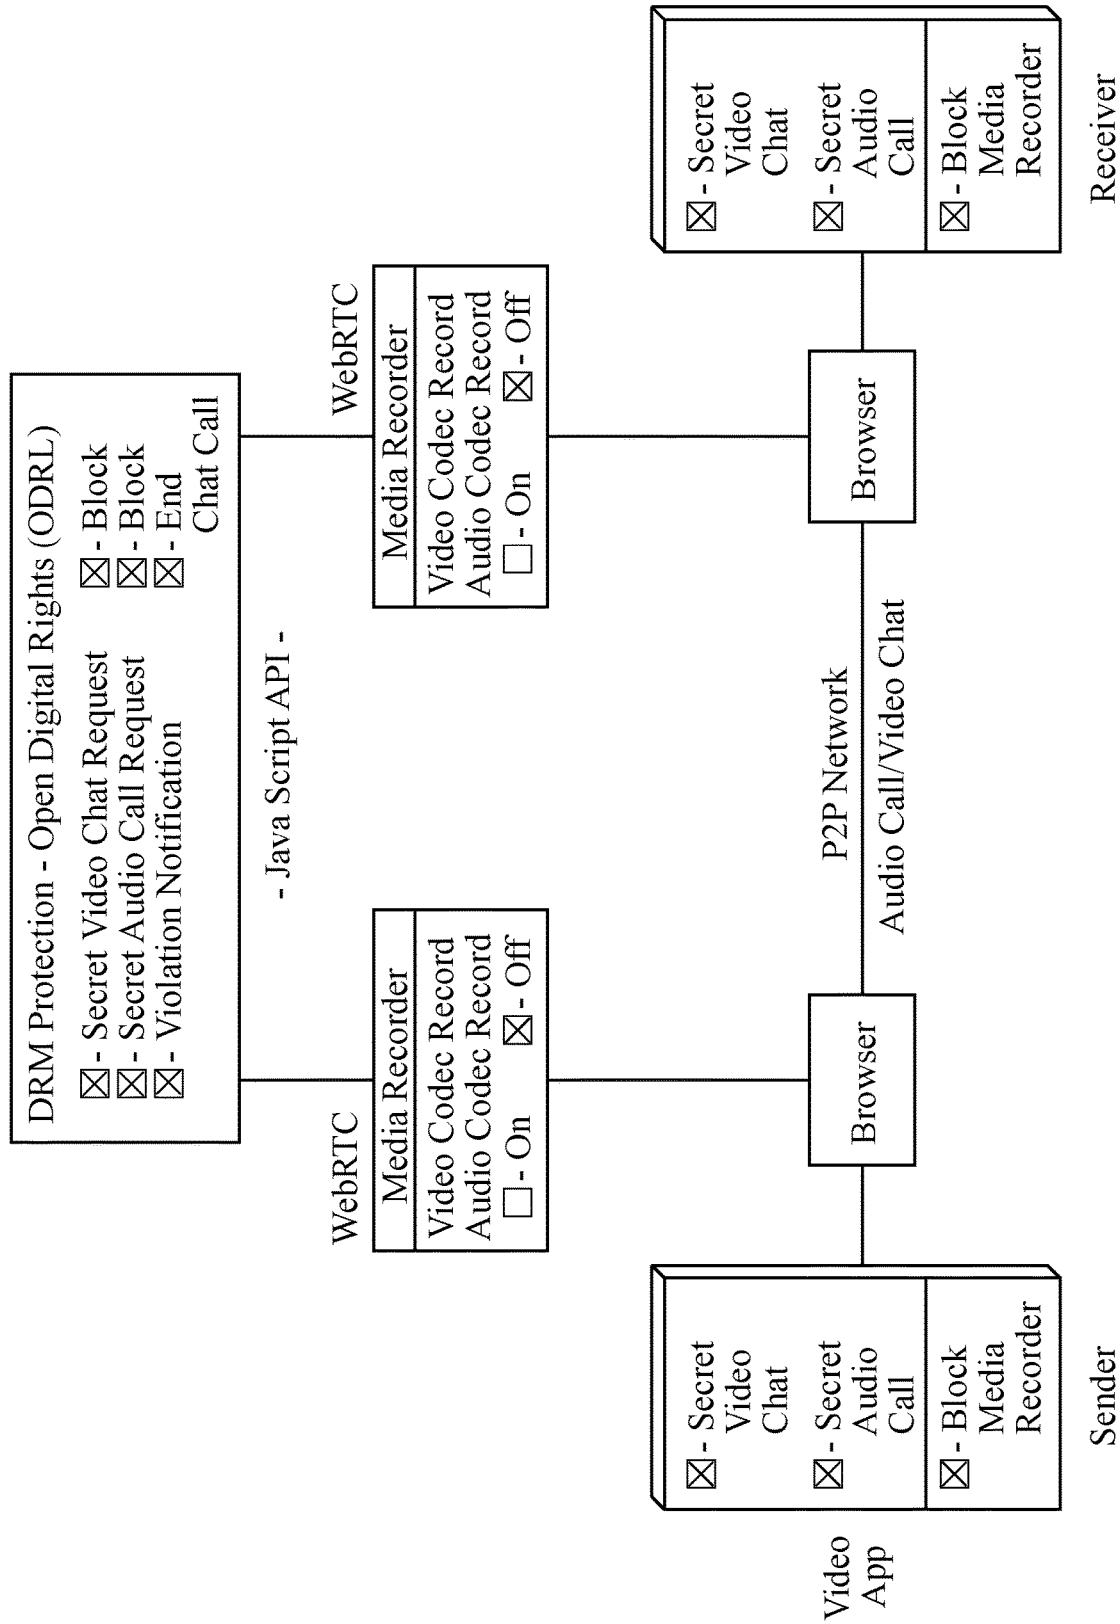 DRM Protection - Open Digital Rights (ODRL)
- Secret Video Chat Request
- Block
- Secret Audio Call Request
- Block
- Violation Notification
- End
Chat Call
- Java Script API -
WebRTC
Media Recorder
Video Codec Record
Audio Codec Record
- On
- Off
WebRTC
Media Recorder
Video Codec Record
Audio Codec Record
- On
- Off
Video
App
- Secret
Video
Chat
- Secret
Audio
Call
- Block
Media
Recorder
Sender
Browser
P2P Network
Audio Call/Video Chat
Browser
- Secret
Video
Chat
- Secret
Audio
Call
- Block
Media
Recorder
Receiver